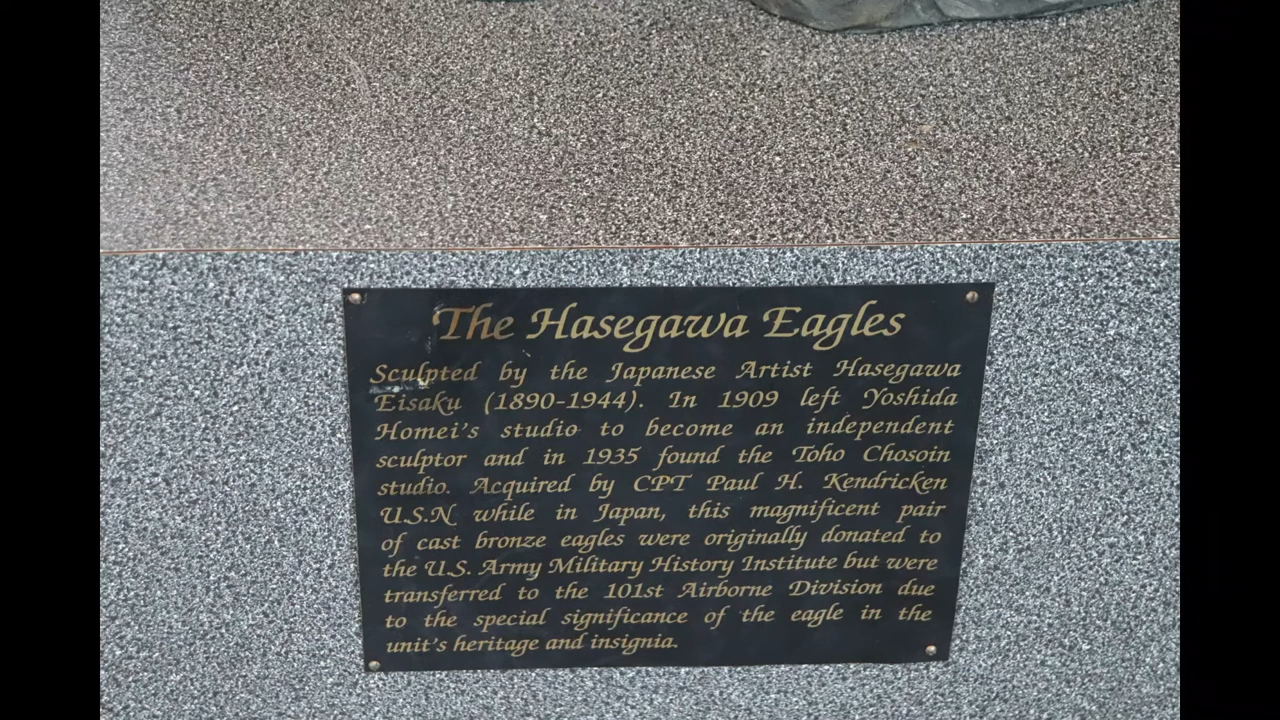 The Hasegawa Eagles
Sculpted by the Japanese Artist Hasegawa
Eisaku (1890-1944). In 1909 left Yoshida
Homei's studio to become an independent
sculptor and in 1935 found the Toho Chosoin
studio. Acquired by CPT Paul H. Kendricken
U.S.N. while in Japan, this magnificent pair
of cast bronze eagles were originally donated to
the U.S. Army Military History Institute but were
transferred to the 101st Airborne Division due
to the special significance of the eagle in the
unit's heritage and insignia.